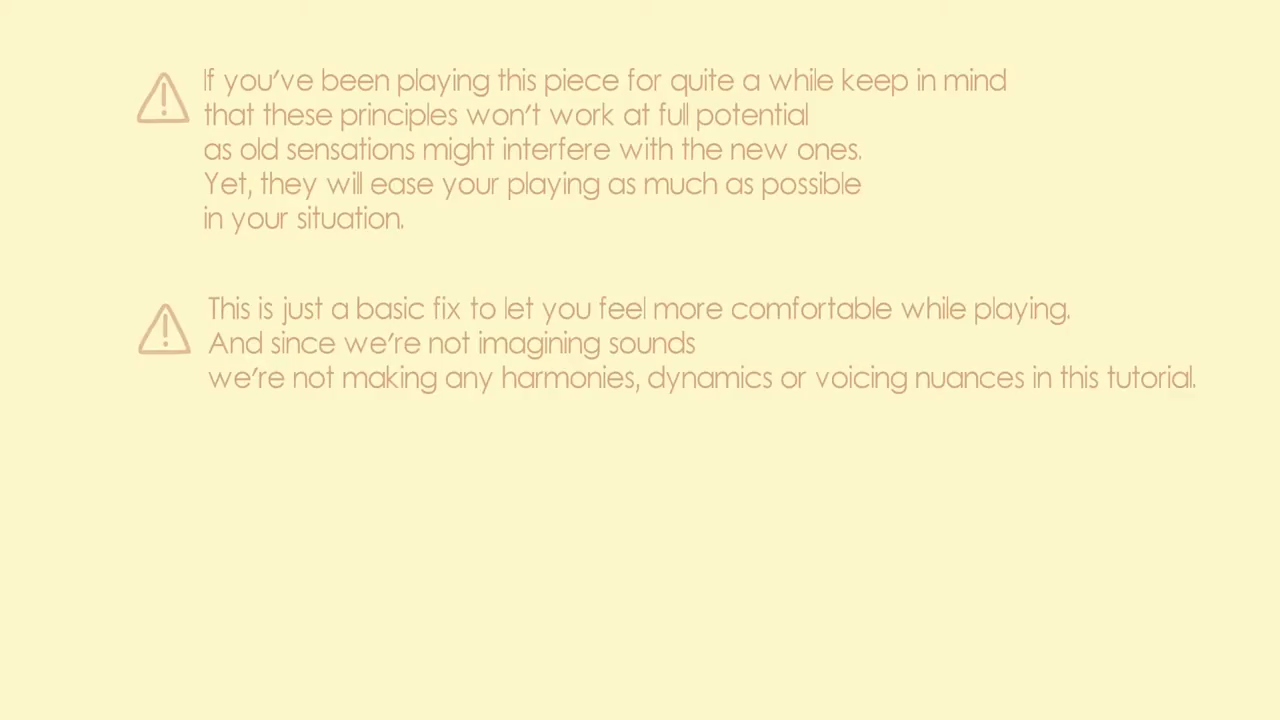 If you've been playing this piece for quite a while keep in mind
that these principles won't work at full potential
as old sensations might interfere with the new ones.
Yet, they will ease your playing as much as possible
in your situation.
This is just a basic fix to let you feel more comfortable while playing.
And since we're not imagining sounds
we're not making any harmonies, dynamics or voicing nuances in this tutorial.